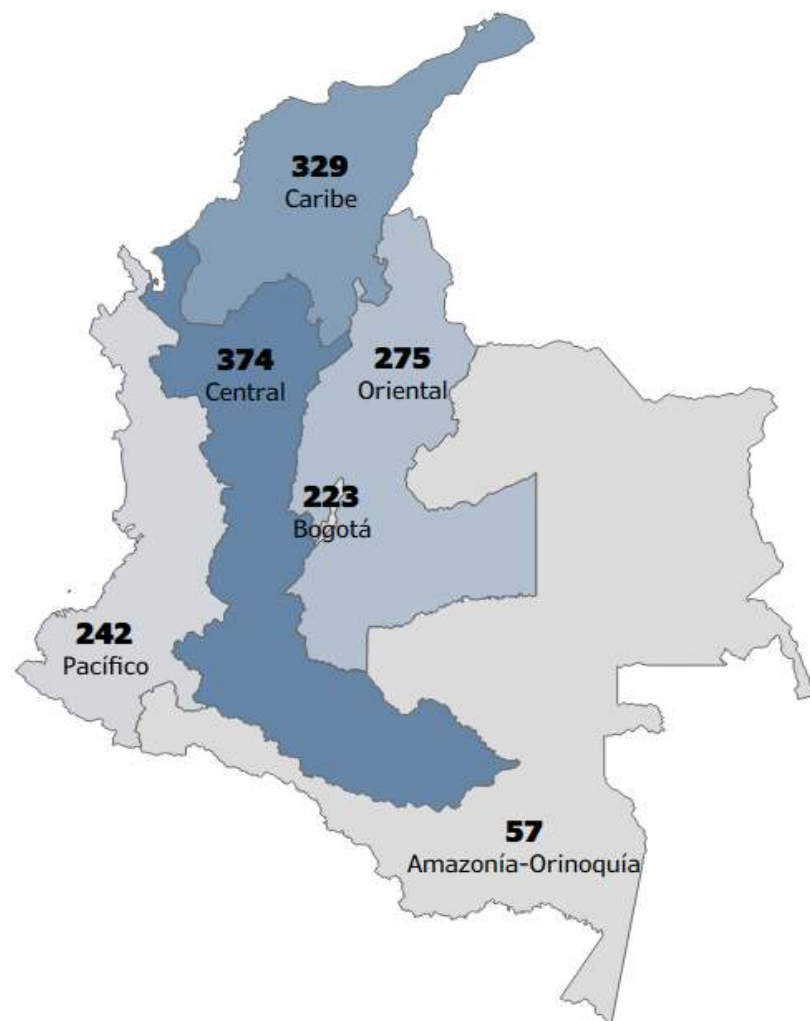 329
Caribe
374
Central
275
Oriental
223
Bogotá
242
Pacífico
57
Amazonía-Orinoquía